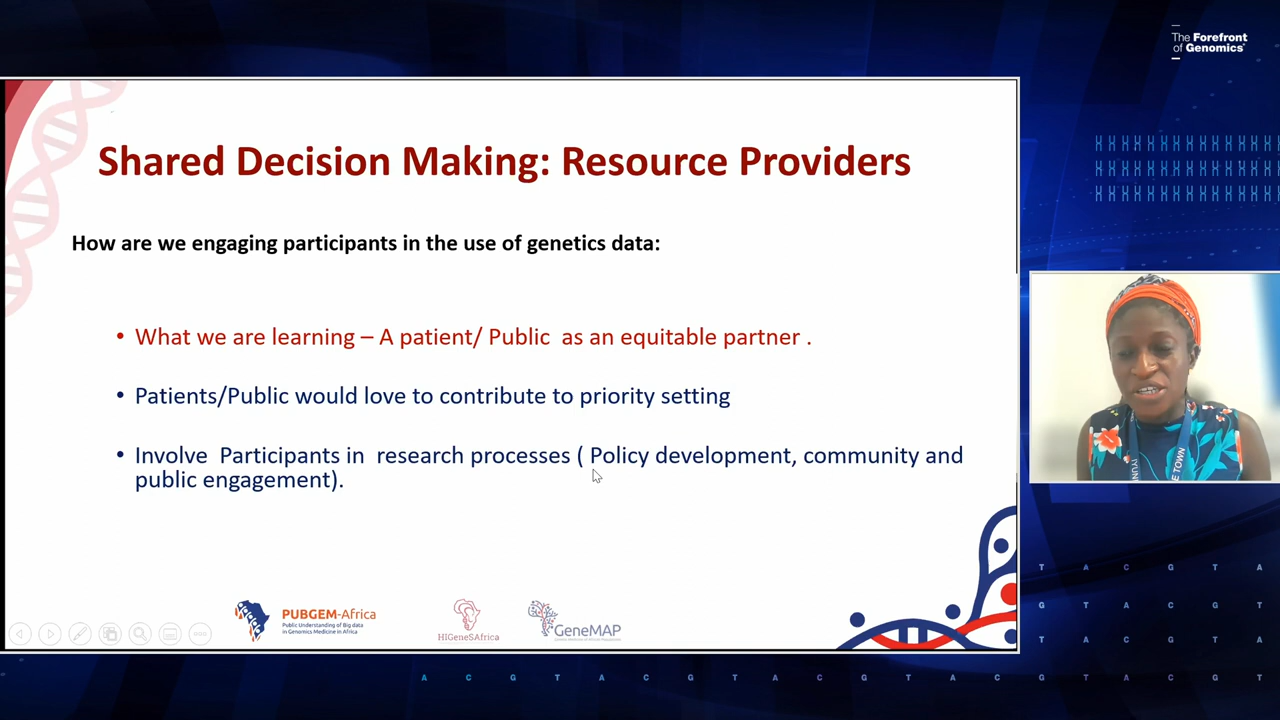 The Forefront
of Genomics
Shared Decision Making: Resource Providers
How are we engaging participants in the use of genetics data:
• What we are learning – A patient/ Public as an equitable partner .
• Patients/Public would love to contribute to priority setting
• Involve Participants in research processes ( Policy development, community and
public engagement).
PUBGEM-Africa
Public Understanding of Big data
in Genomics Medicine in Africa
HIGeneSAfrica
GeneMAP
E TOWN
T A C G T A
G T A C G T
T A C G T A
G T A C G T
A C G T A C G T A C G T A C G T A C G T